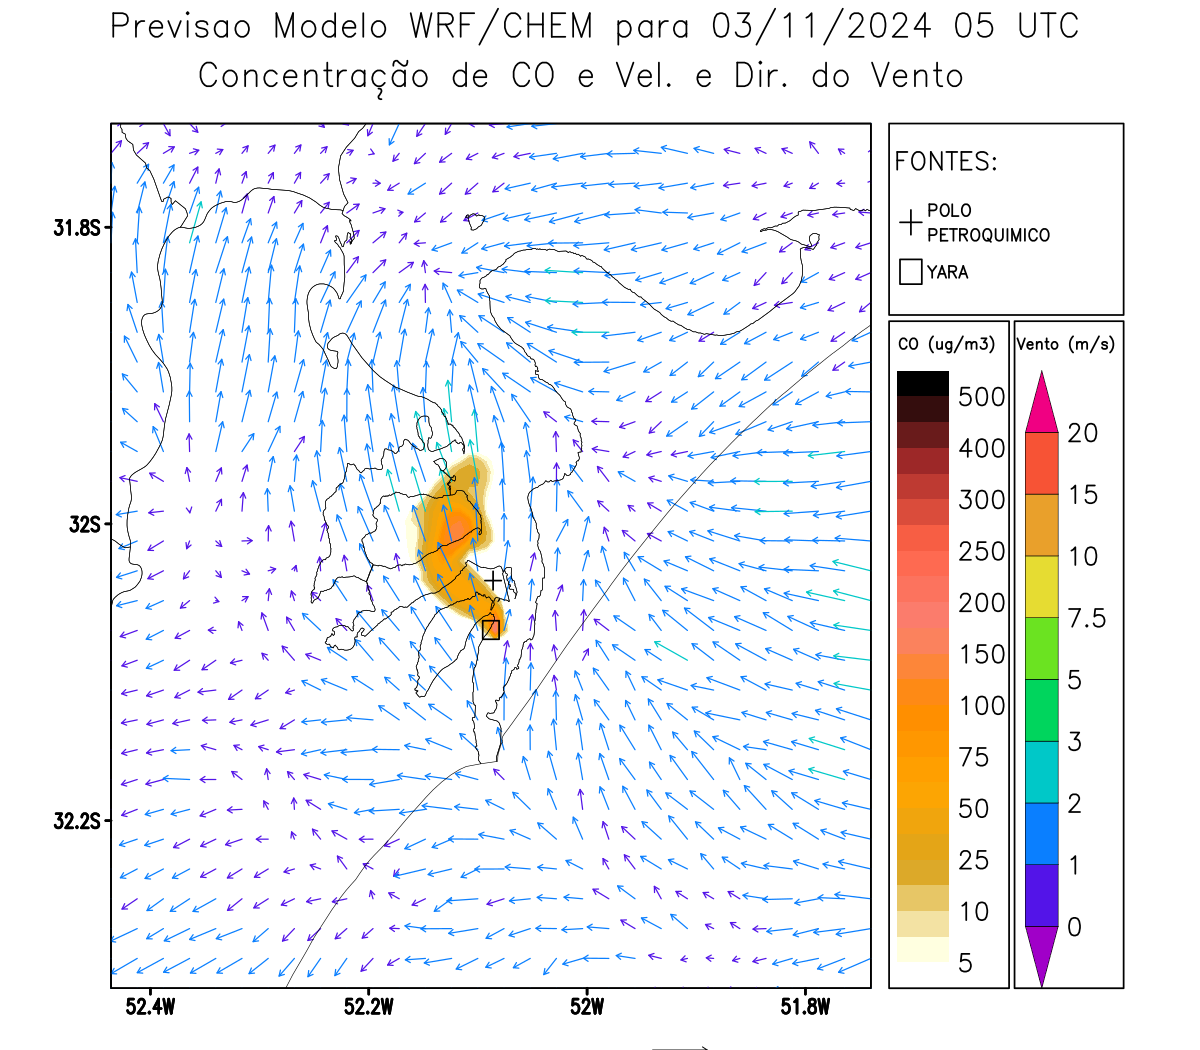 Previsao Modelo WRF/CHEM para 03/11/2024 05 UTC
Concentração de CO e Vel. e Dir. do Vento
FONTES:
POLO
PETROQUIMICO
YARA
CO (ug/m3)
500
400
300
250
200
150
100
75
50
25
10
5
Vento (m/s)
20
15
10
7.5
5
3
2
1
0
31.8S
32S
32.2S
52.4W
52.2W
52W
51.8W